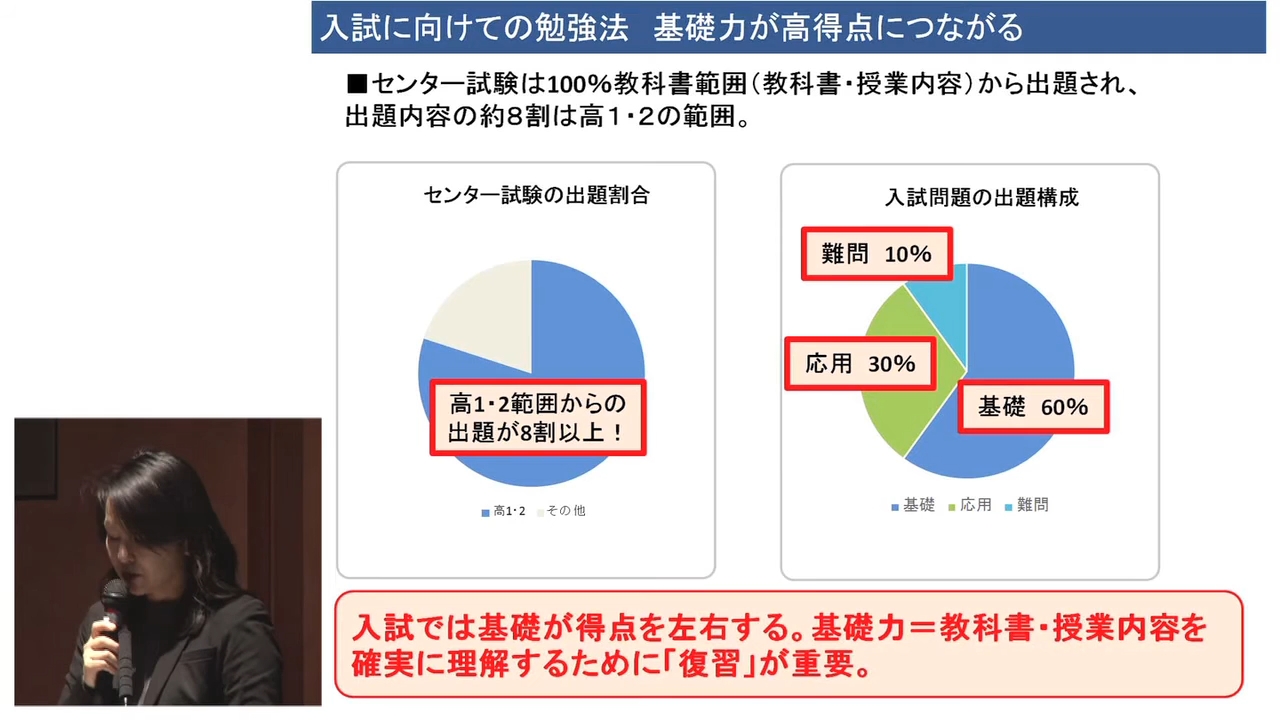 入試に向けての勉強法　基礎力が高得点につながる
■センター試験は100%教科書範囲（教科書・授業内容）から出題され、
出題内容の約８割は高１・２の範囲。
センター試験の出題割合
高1・2範囲からの
出題が8割以上！
高1・2 その他
入試問題の出題構成
難問　10%
応用　30%
基礎　60%
基礎 応用 難問
入試では基礎が得点を左右する。基礎力＝教科書・授業内容を
確実に理解するために「復習」が重要。